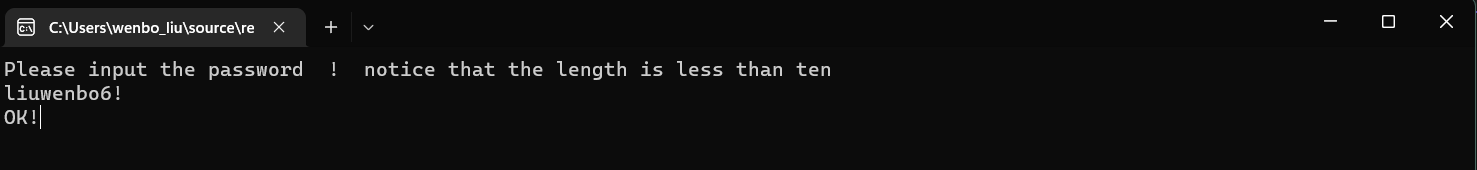 C:\Users\wenbo_liu\source\re
Please input the password  !  notice that the length is less than ten
liuwenbo6!
OK!